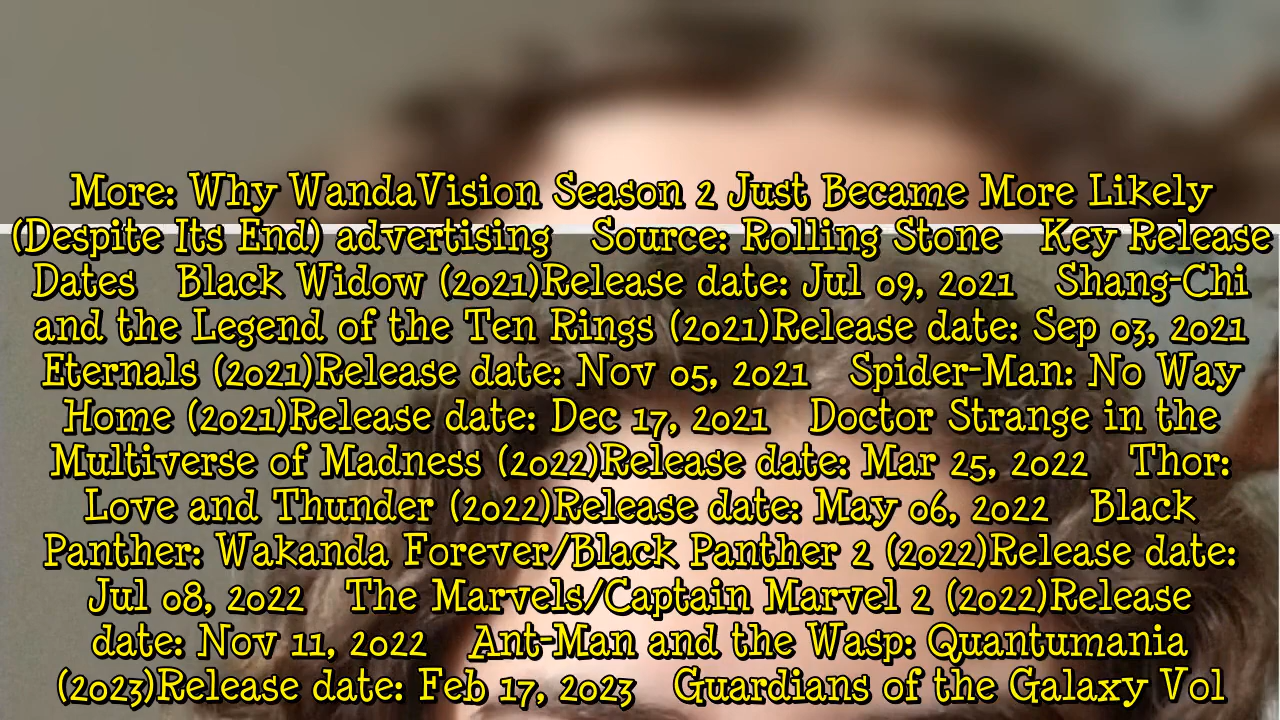 More: Why WandaVision Season 2 Just Became More Likely
(Despite Its End) advertising Source: Rolling Stone Key Release
Dates Black Widow (2021)Release date: Jul 09, 2021 Shang-Chi
and the Legend of the Ten Rings (2021)Release date: Sep 03, 2021
Eternals (2021)Release date: Nov 05, 2021 Spider-Man: No Way
Home (2021)Release date: Dec 17, 2021 Doctor Strange in the
Multiverse of Madness (2022)Release date: Mar 25, 2022 Thor:
Love and Thunder (2022)Release date: May 06, 2022 Black
Panther: Wakanda Forever/Black Panther 2 (2022)Release date:
Jul 08, 2022 The Marvels/Captain Marvel 2 (2022)Release
date: Nov 11, 2022 Ant-Man and the Wasp: Quantumania
(2023)Release date: Feb 17, 2023 Guardians of the Galaxy Vol